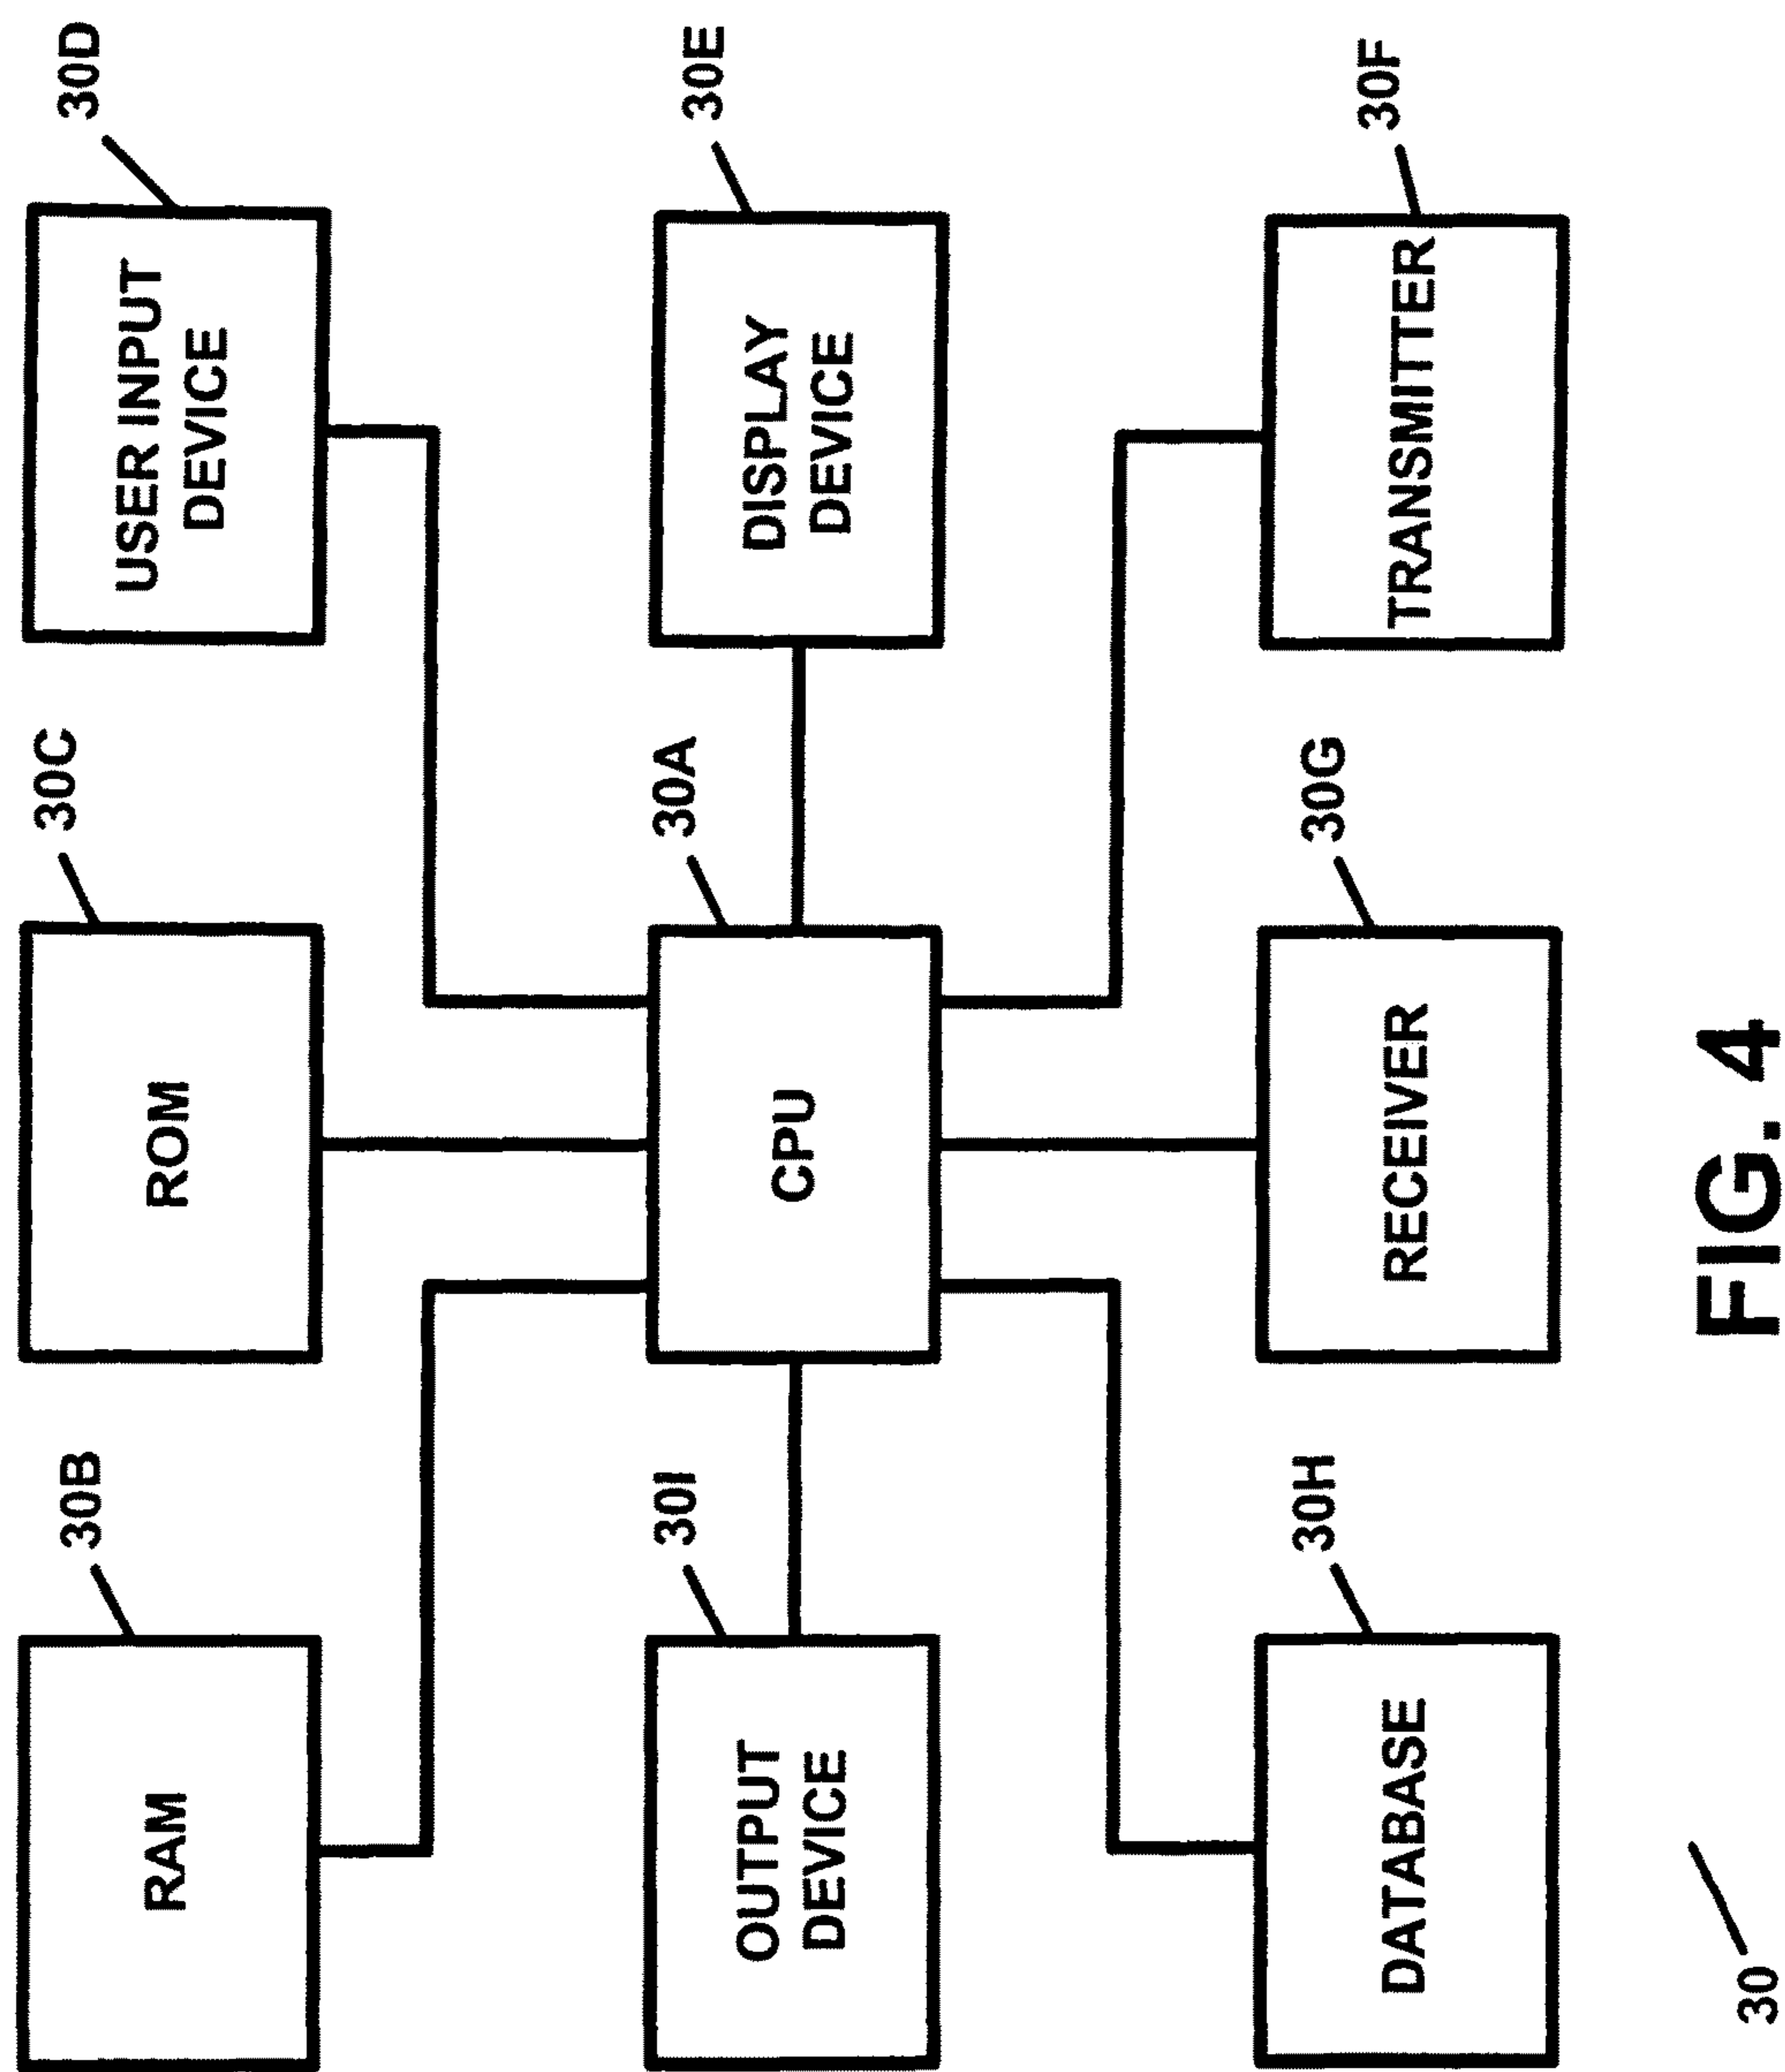 30B
30C
30D
RAM
ROM
USER INPUT
DEVICE
30I
30A
30E
OUTPUT
DEVICE
CPU
DISPLAY
DEVICE
30H
30G
30F
DATABASE
RECEIVER
TRANSMITTER
30
FIG. 4